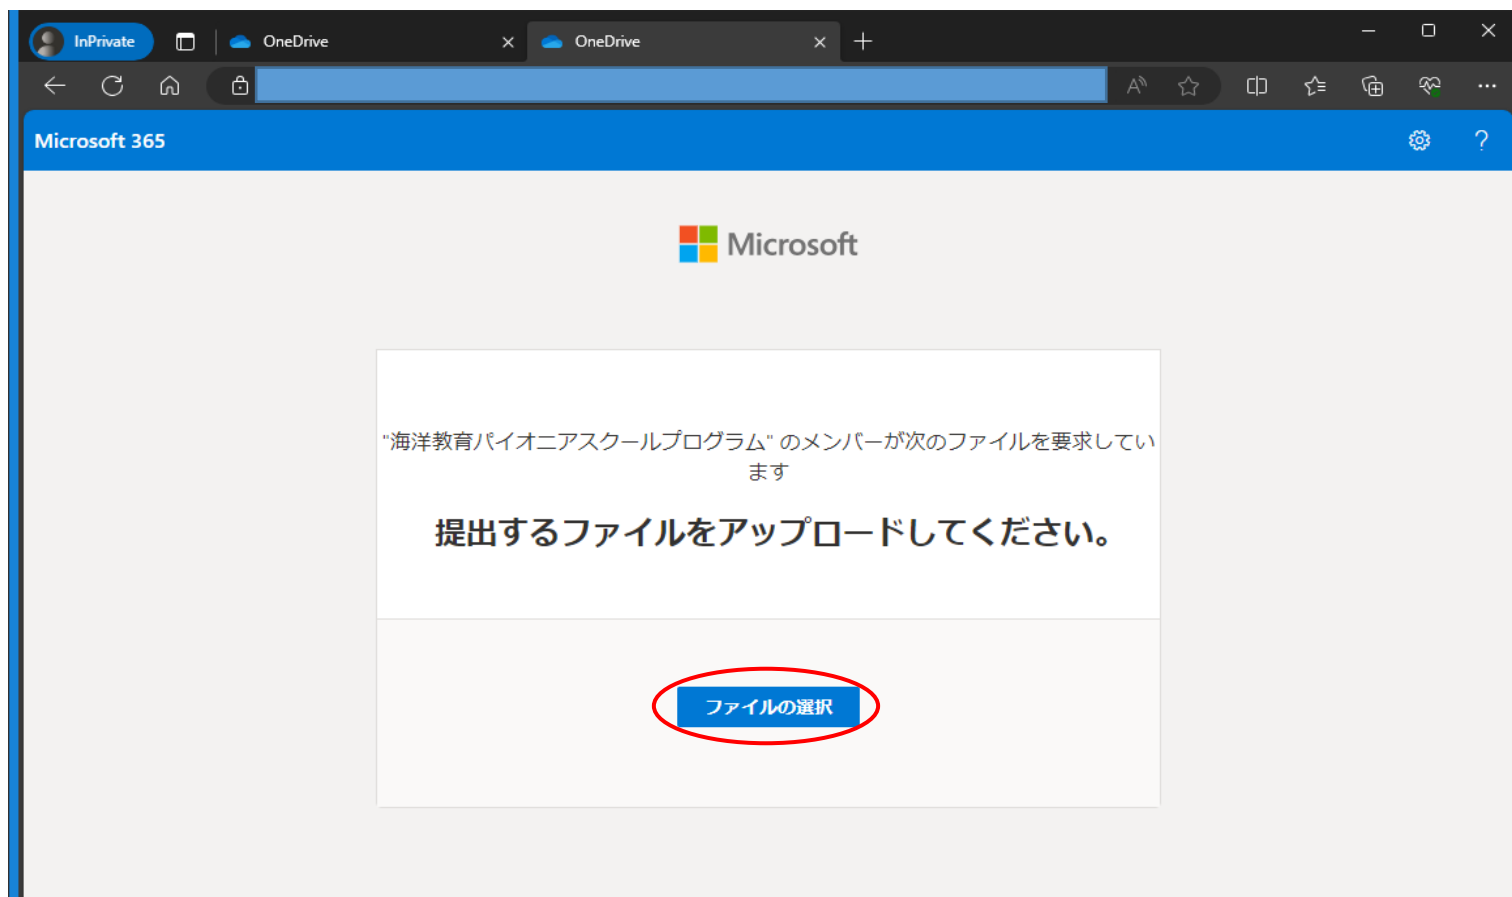 InPrivate
OneDrive
OneDrive
Microsoft 365
?
Microsoft
"海洋教育パイオニアスクールプログラム" のメンバーが次のファイルを要求してい
ます
提出するファイルをアップロードしてください。
ファイルの選択